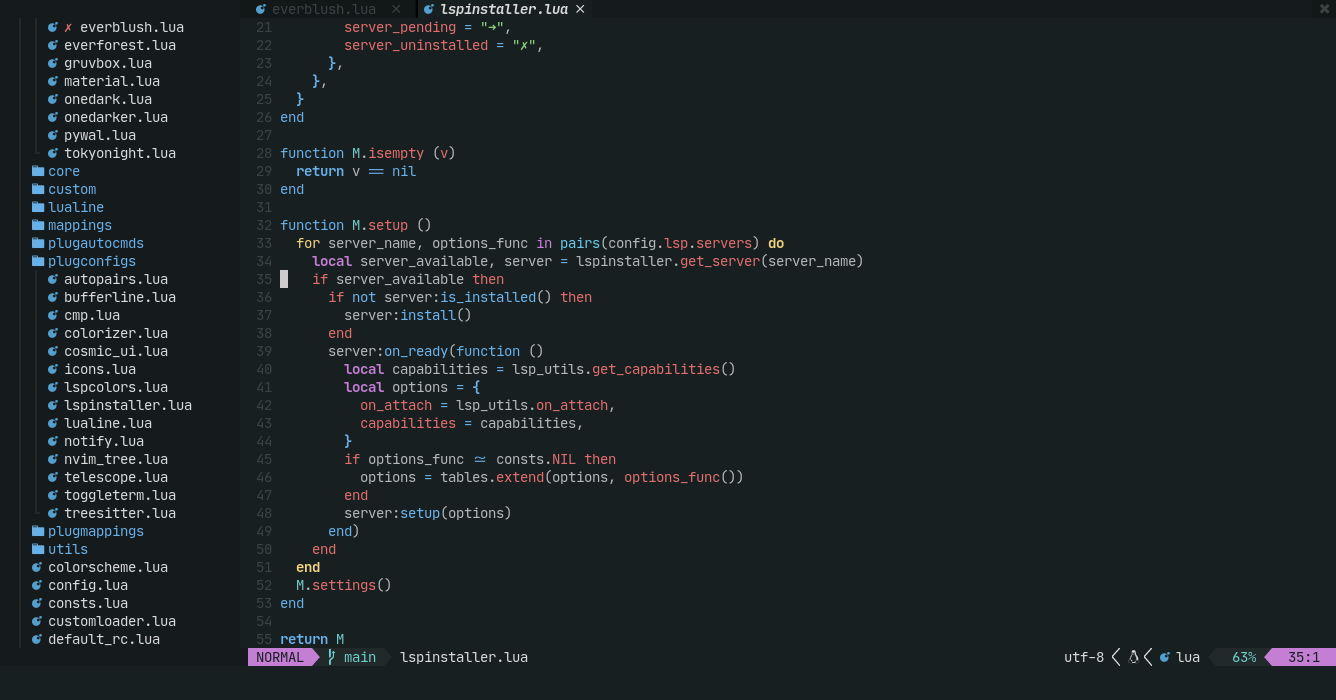 everblush.lua ✕ lspinstaller.lua ✕ ✖
✗ everblush.lua
everforest.lua
gruvbox.lua
material.lua
onedark.lua
onedarker.lua
pywal.lua
tokyonight.lua
core
custom
lualine
mappings
plugautocmds
plugconfigs
autopairs.lua
bufferline.lua
cmp.lua
colorizer.lua
cosmic_ui.lua
icons.lua
lspcolors.lua
lspinstaller.lua
lualine.lua
notify.lua
nvim_tree.lua
telescope.lua
toggleterm.lua
treesitter.lua
plugmappings
utils
colorscheme.lua
config.lua
consts.lua
customloader.lua
default_rc.lua
21         server_pending = "➜",
22         server_uninstalled = "✗",
23       },
24     },
25   }
26 end
27
28 function M.isempty (v)
29   return v == nil
30 end
31
32 function M.setup ()
33   for server_name, options_func in pairs(config.lsp.servers) do
34     local server_available, server = lspinstaller.get_server(server_name)
35     if server_available then
36       if not server:is_installed() then
37         server:install()
38       end
39       server:on_ready(function ()
40         local capabilities = lsp_utils.get_capabilities()
41         local options = {
42           on_attach = lsp_utils.on_attach,
43           capabilities = capabilities,
44         }
45         if options_func ~= consts.NIL then
46           options = tables.extend(options, options_func())
47         end
48         server:setup(options)
49       end)
50     end
51   end
52   M.settings()
53 end
54
55 return M
NORMAL main lspinstaller.lua utf-8 lua 63% 35:1